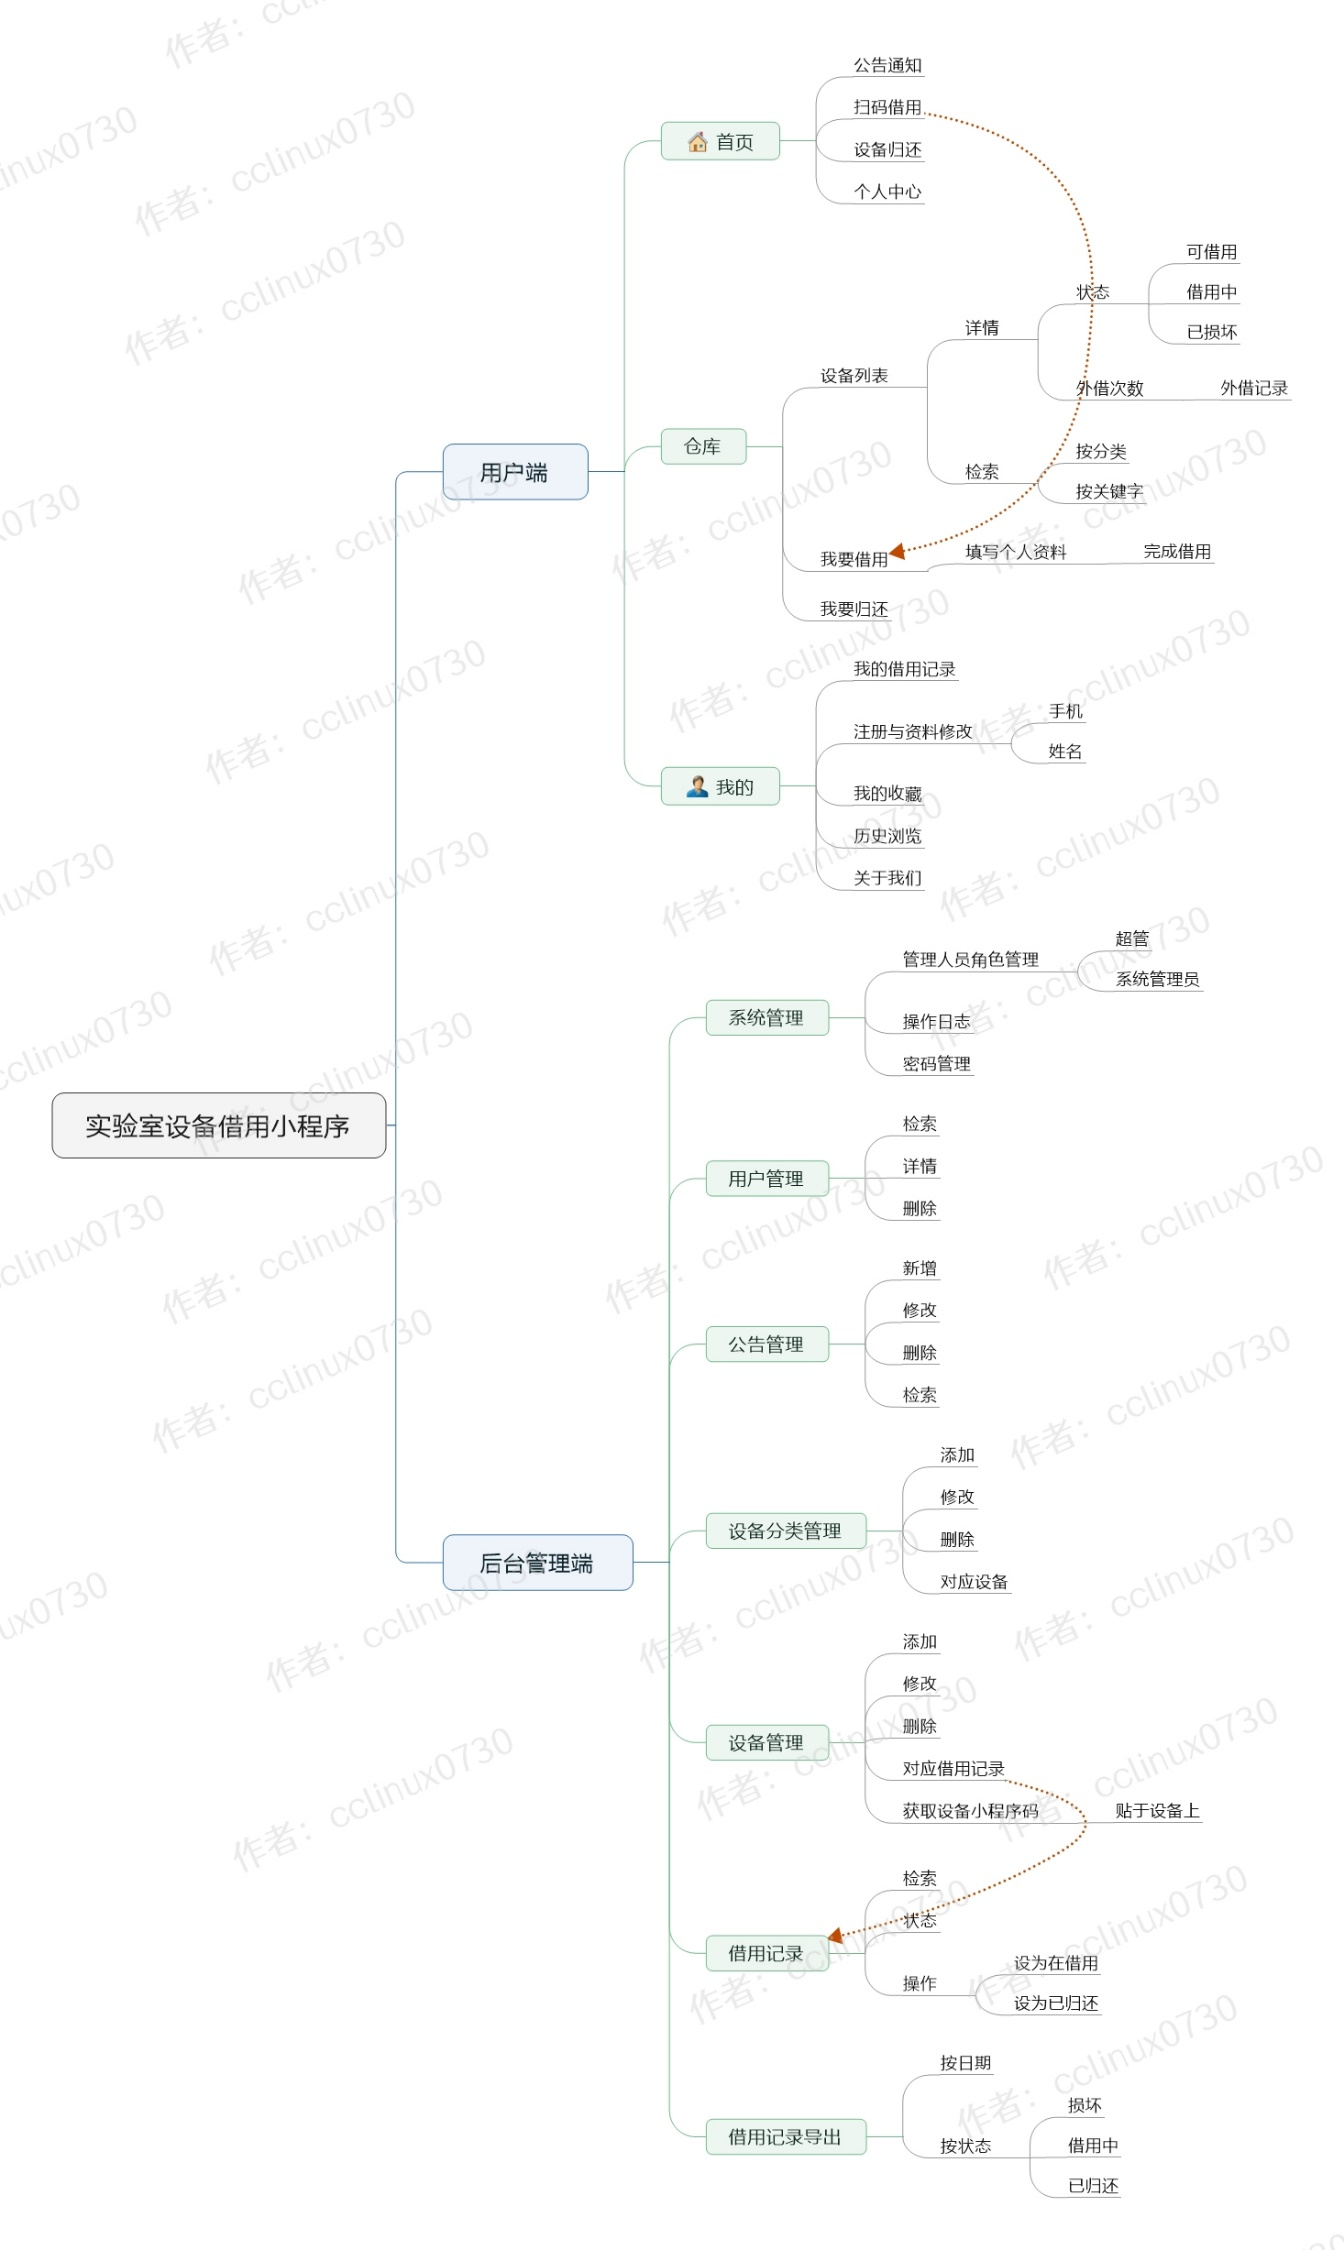 实验室设备借用小程序
用户端
首页
公告通知
扫码借用
设备归还
个人中心
仓库
设备列表
详情
状态
可借用
借用中
已损坏
外借次数
外借记录
检索
按分类
按关键字
我要借用
填写个人资料
完成借用
我要归还
我的
我的借用记录
注册与资料修改
手机
姓名
我的收藏
历史浏览
关于我们
后台管理端
系统管理
管理人员角色管理
超管
系统管理员
操作日志
密码管理
用户管理
检索
详情
删除
公告管理
新增
修改
删除
检索
设备分类管理
添加
修改
删除
对应设备
设备管理
添加
修改
删除
对应借用记录
获取设备小程序码
贴于设备上
借用记录
检索
状态
操作
设为在借用
设为已归还
借用记录导出
按日期
按状态
损坏
借用中
已归还
作者：cclinux0730